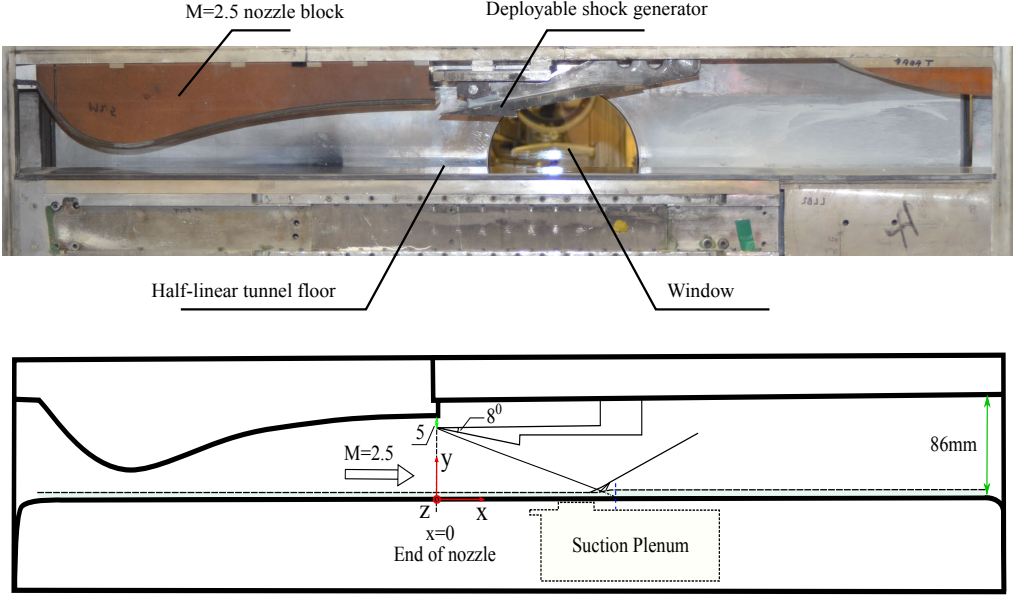 M=2.5 nozzle block
Deployable shock generator
Half-linear tunnel floor
Window
8⁰
5
86mm
M=2.5
y
z
x
x=0
End of nozzle
Suction Plenum